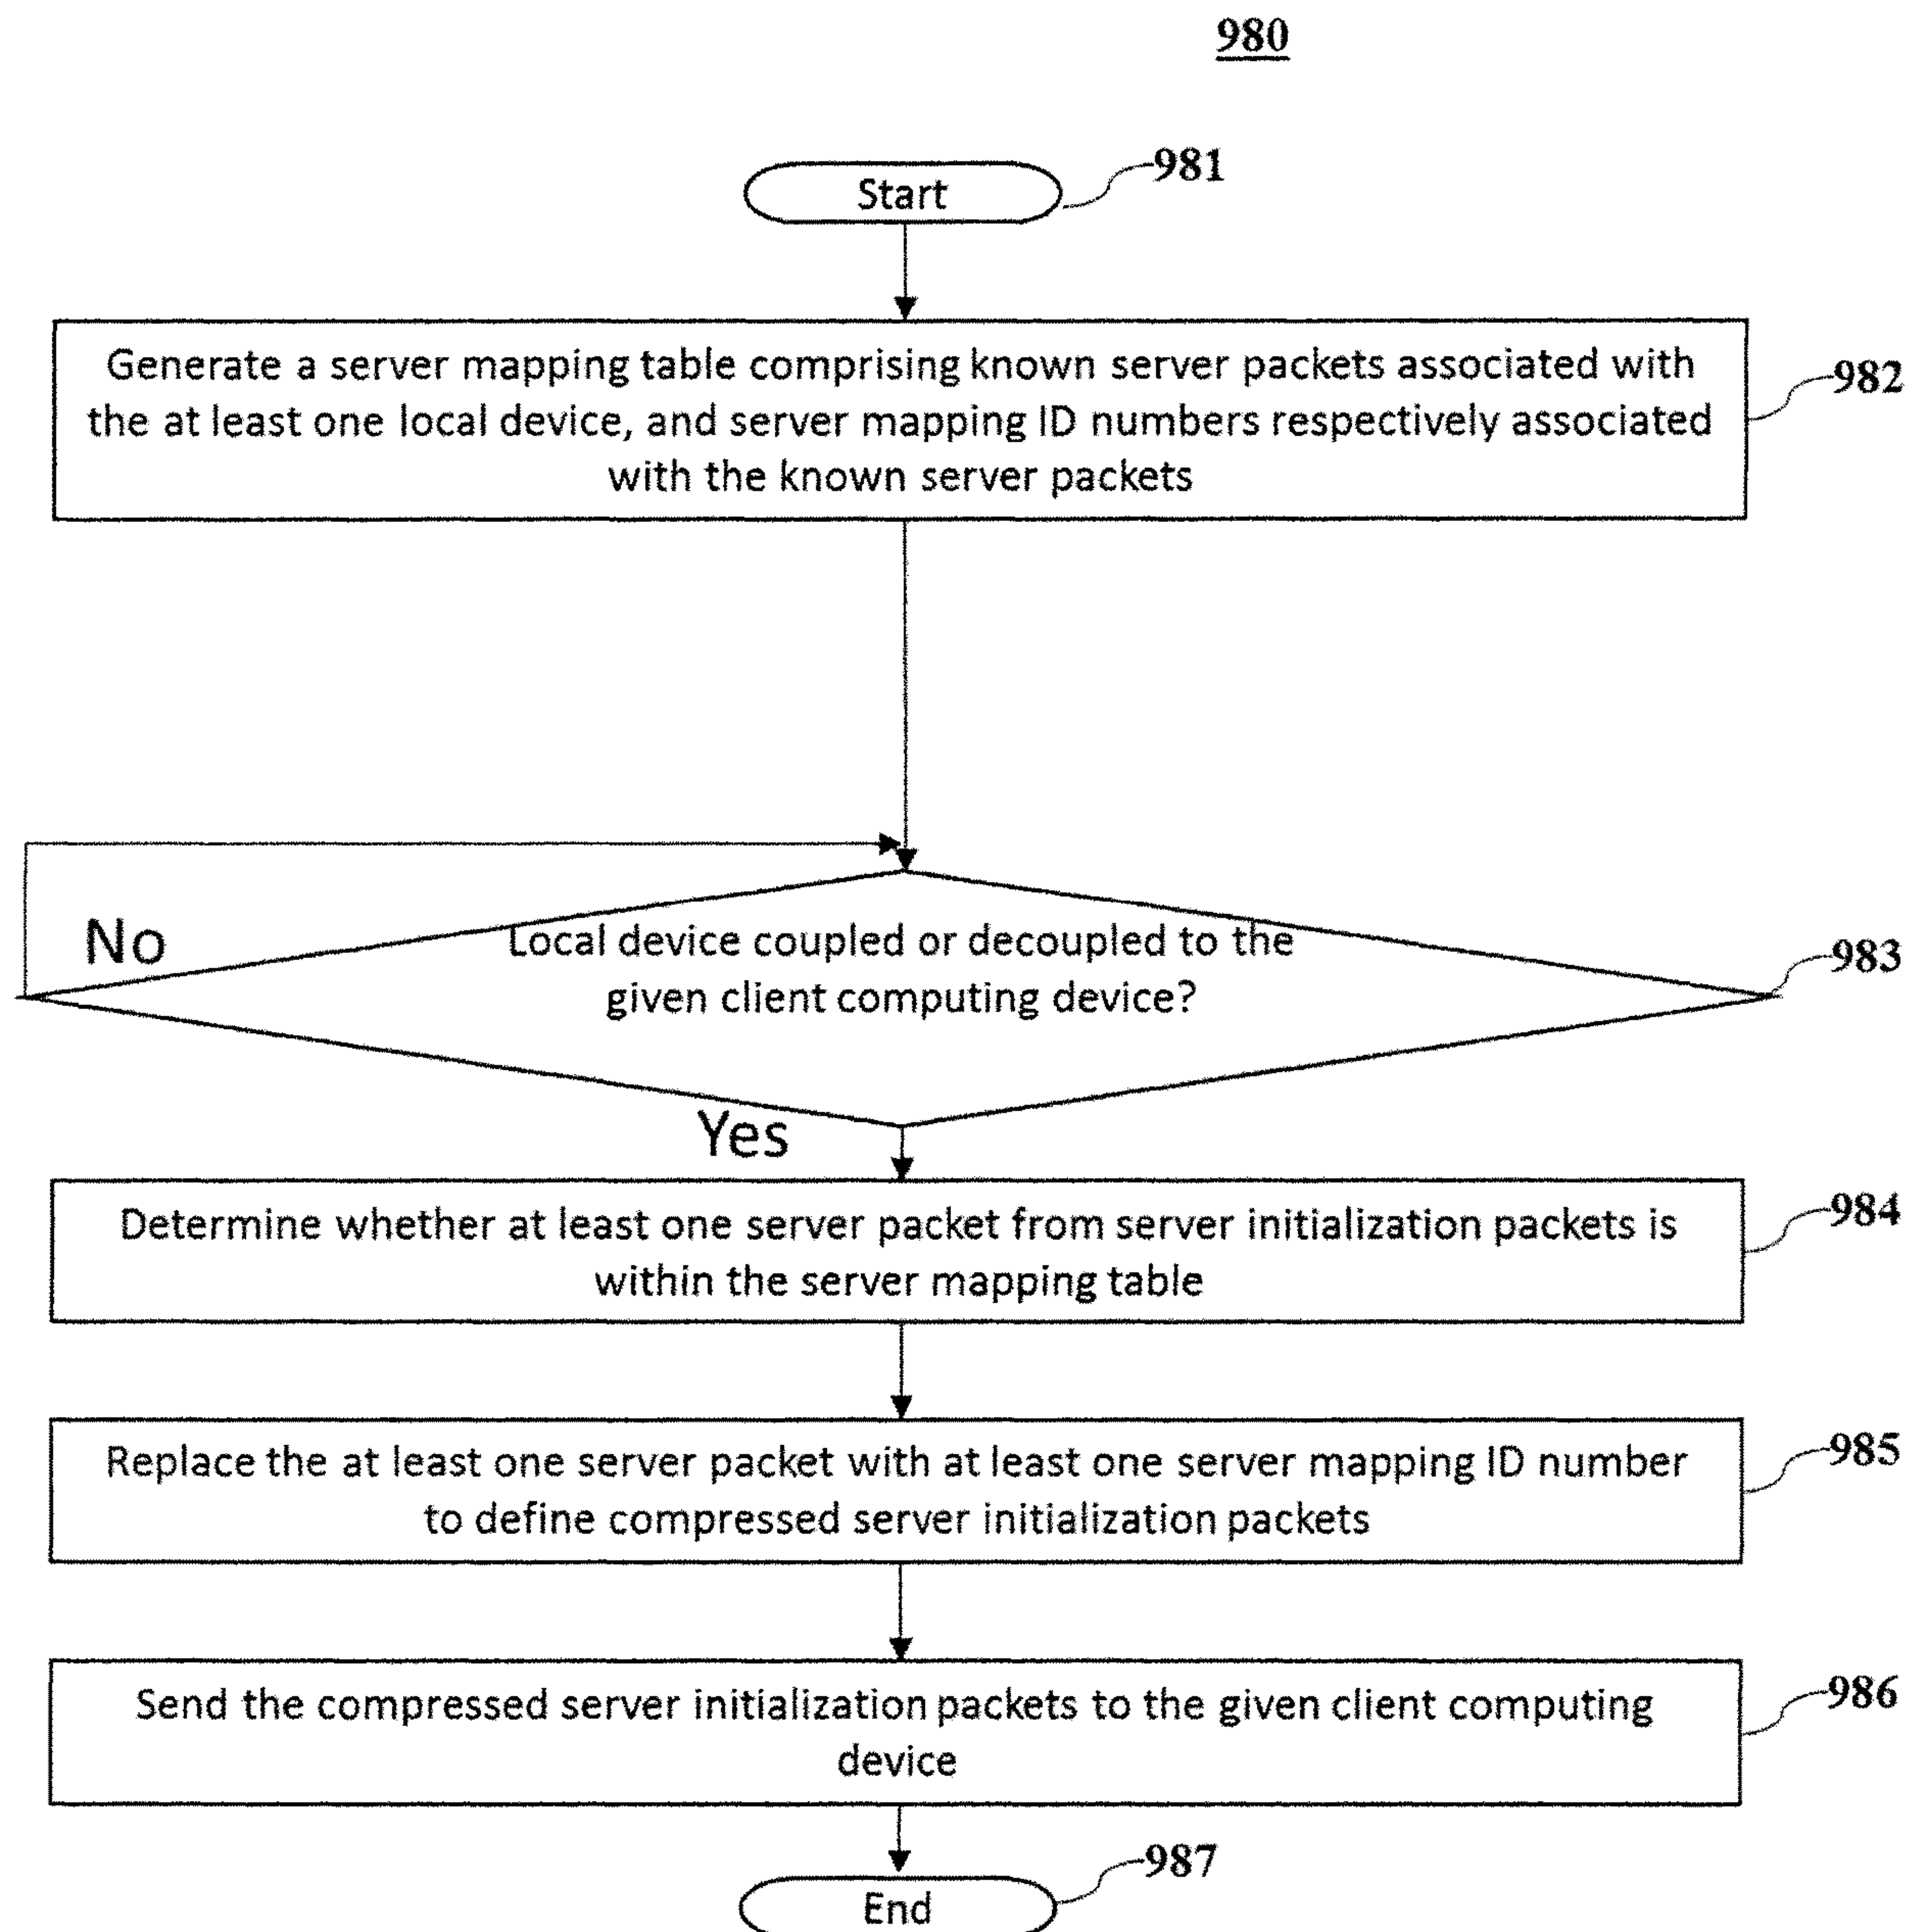 980
Start
981
Generate a server mapping table comprising known server packets associated with
the at least one local device, and server mapping ID numbers respectively associated
with the known server packets
982
No
Local device coupled or decoupled to the
given client computing device?
983
Yes
Determine whether at least one server packet from server initialization packets is
within the server mapping table
984
Replace the at least one server packet with at least one server mapping ID number
to define compressed server initialization packets
985
Send the compressed server initialization packets to the given client computing
device
986
End
987